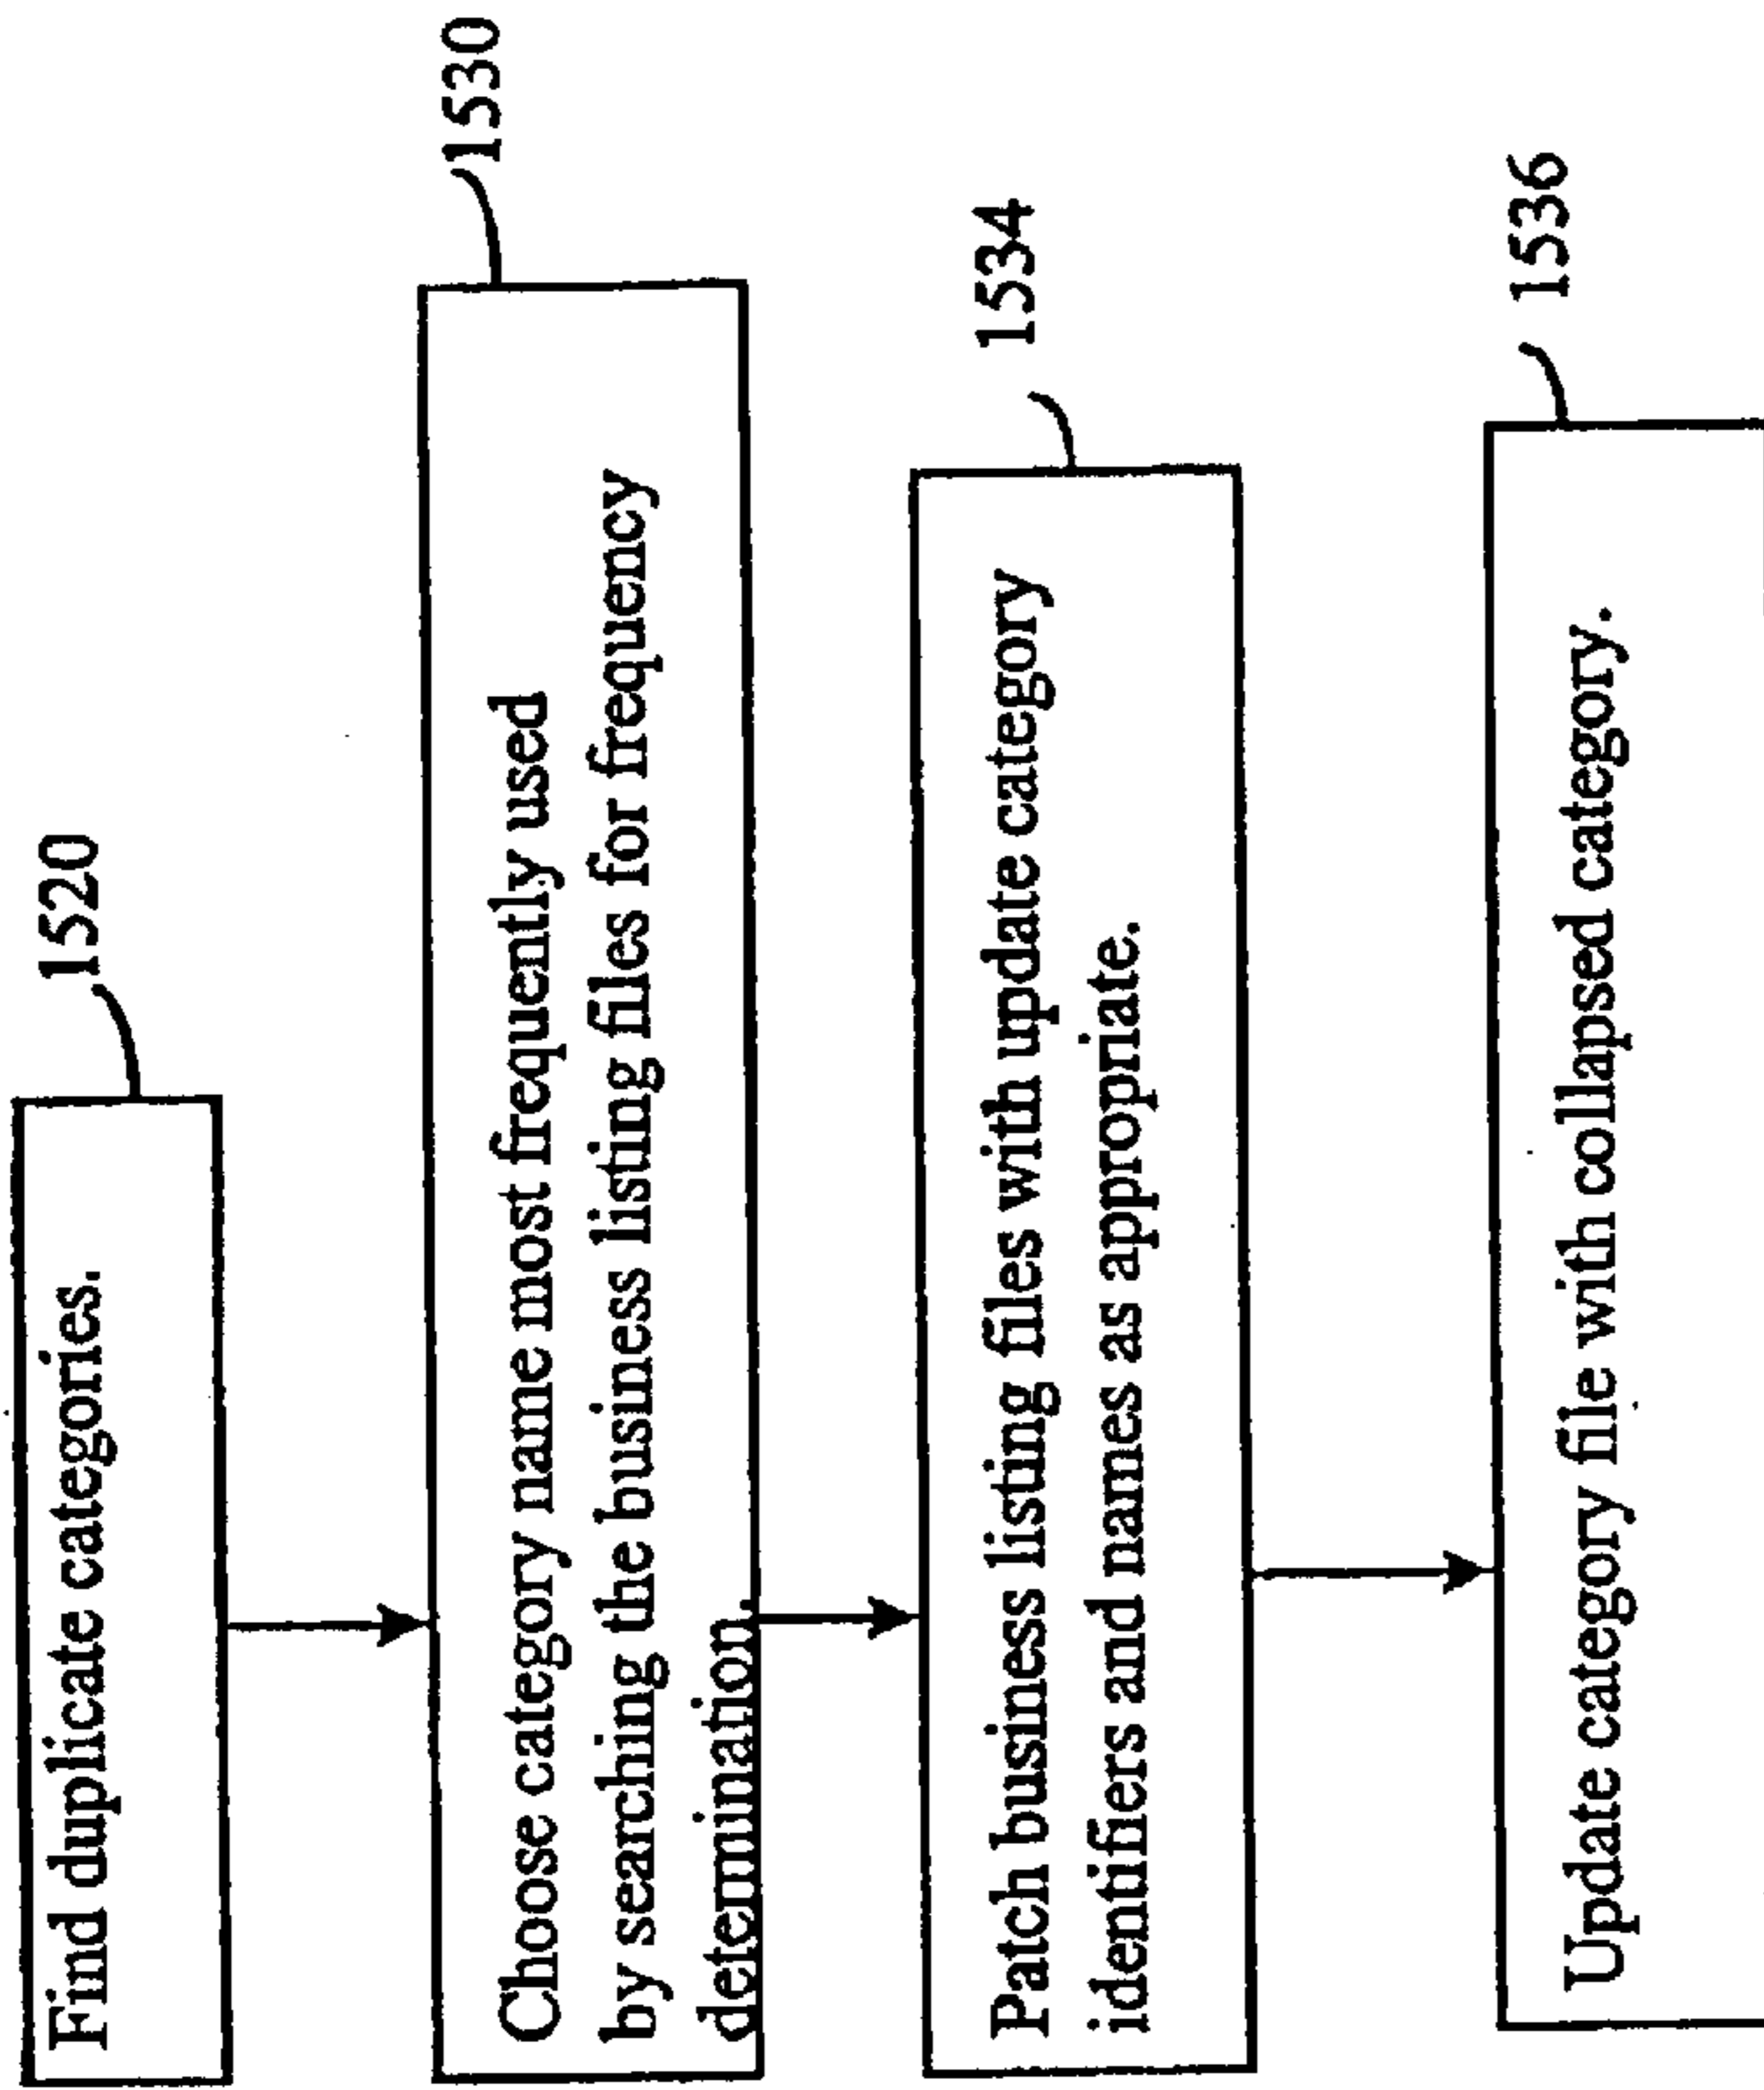 Find duplicate categories.
1520
Choose category name most frequently used
by searching the business listing files for frequency
determination.
1530
Patch business listing files with update category
identifiers and names as appropriate.
1534
Update category file with collapsed category.
1536